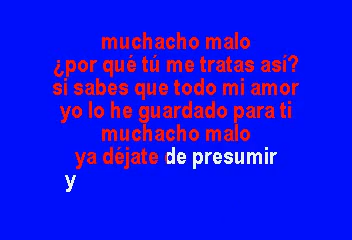 muchacho malo
¿por qué tú me tratas así?
si sabes que todo mi amor
yo lo he guardado para ti
muchacho malo
ya déjate de presumir
y